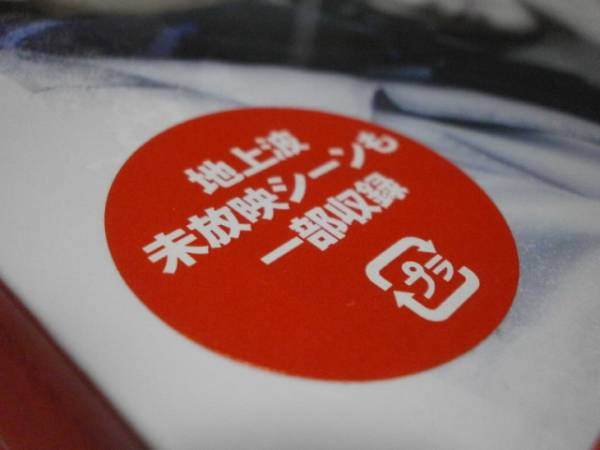 地上波
未放映シーンも
一部収録
プラ